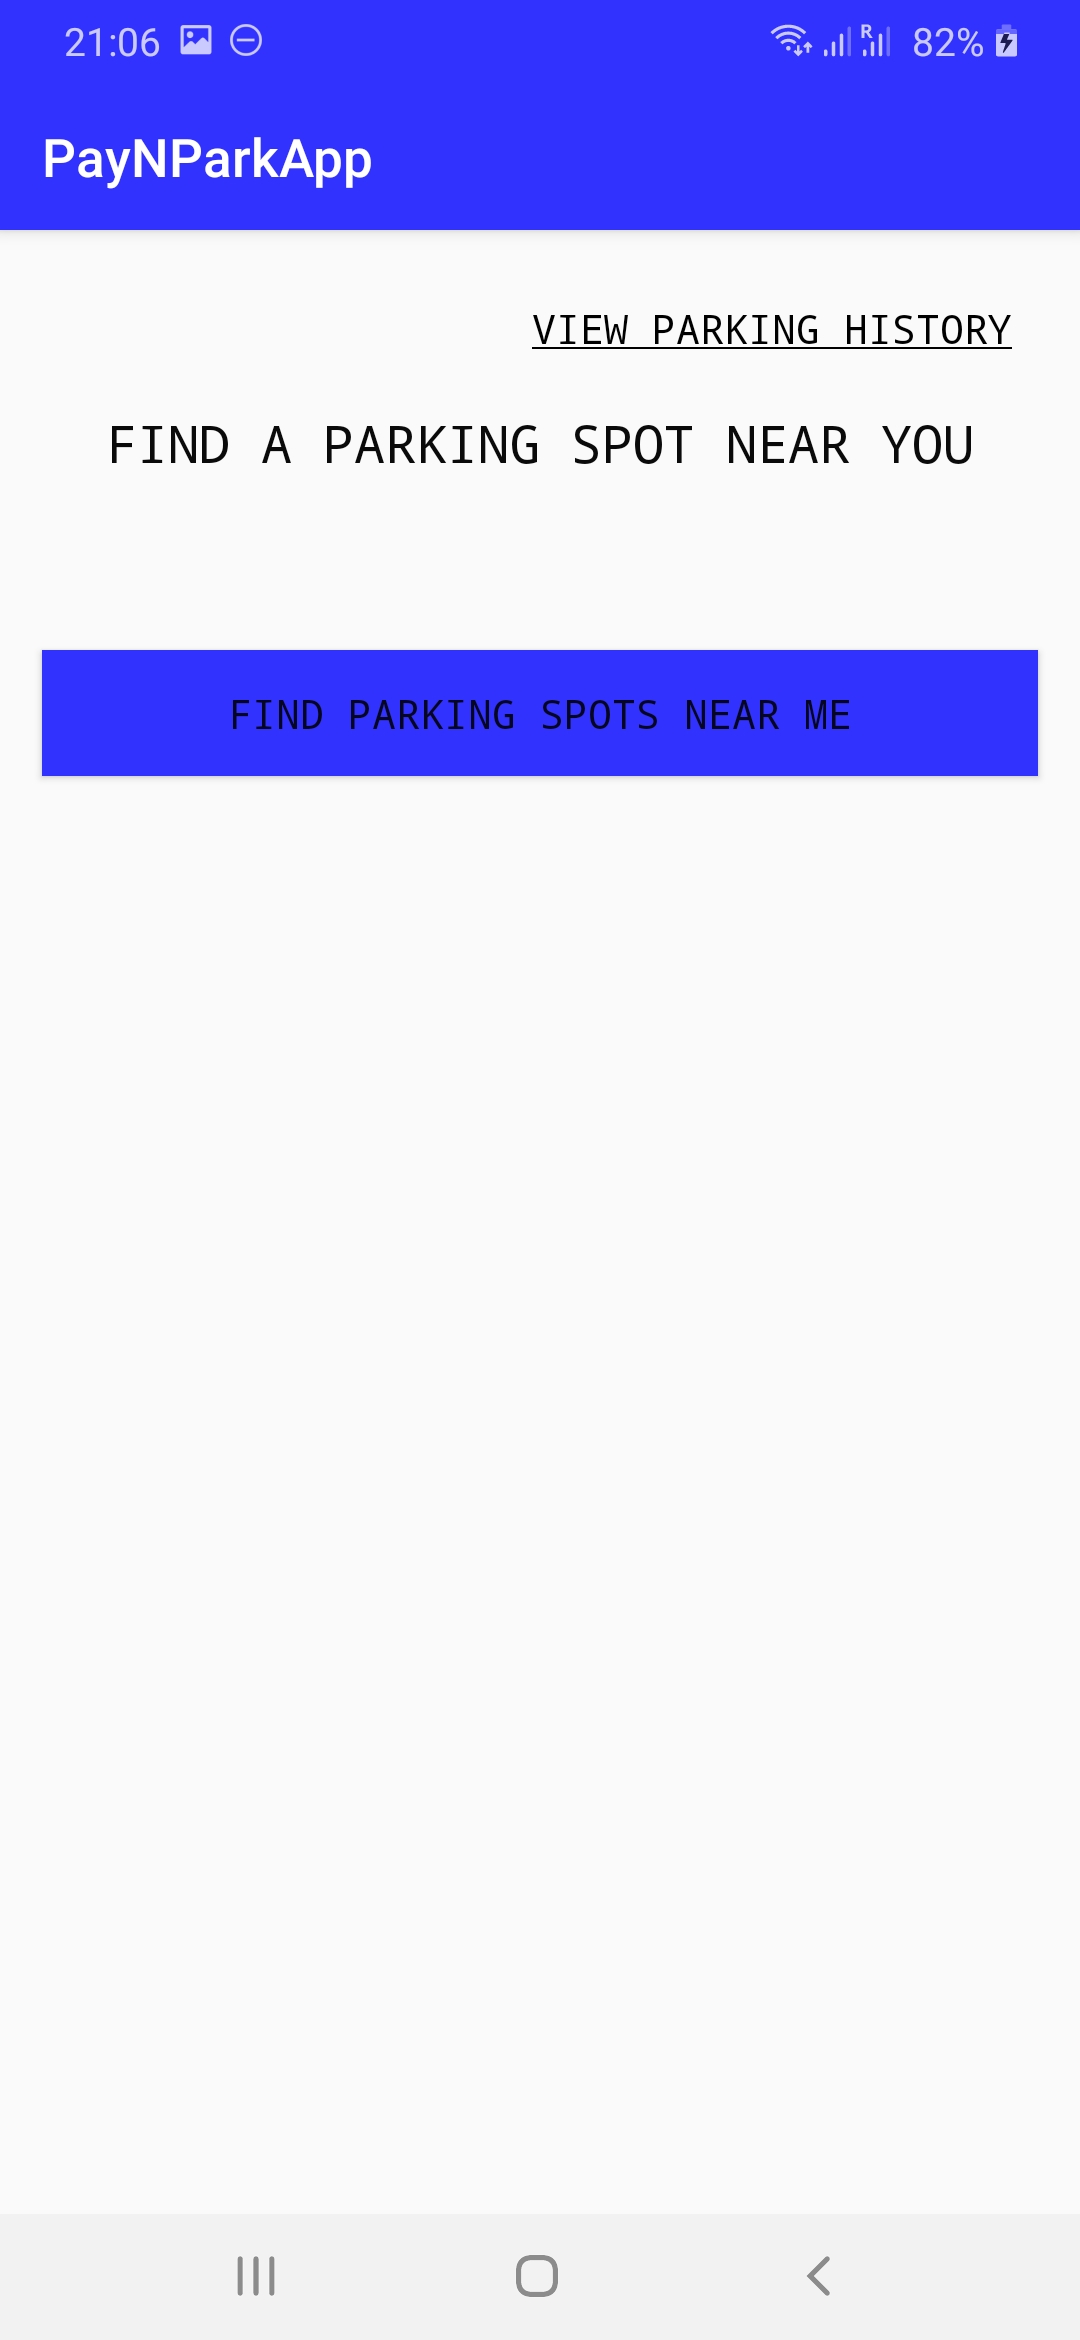 21:06 R 82%
PayNParkApp
VIEW PARKING HISTORY
FIND A PARKING SPOT NEAR YOU
FIND PARKING SPOTS NEAR ME